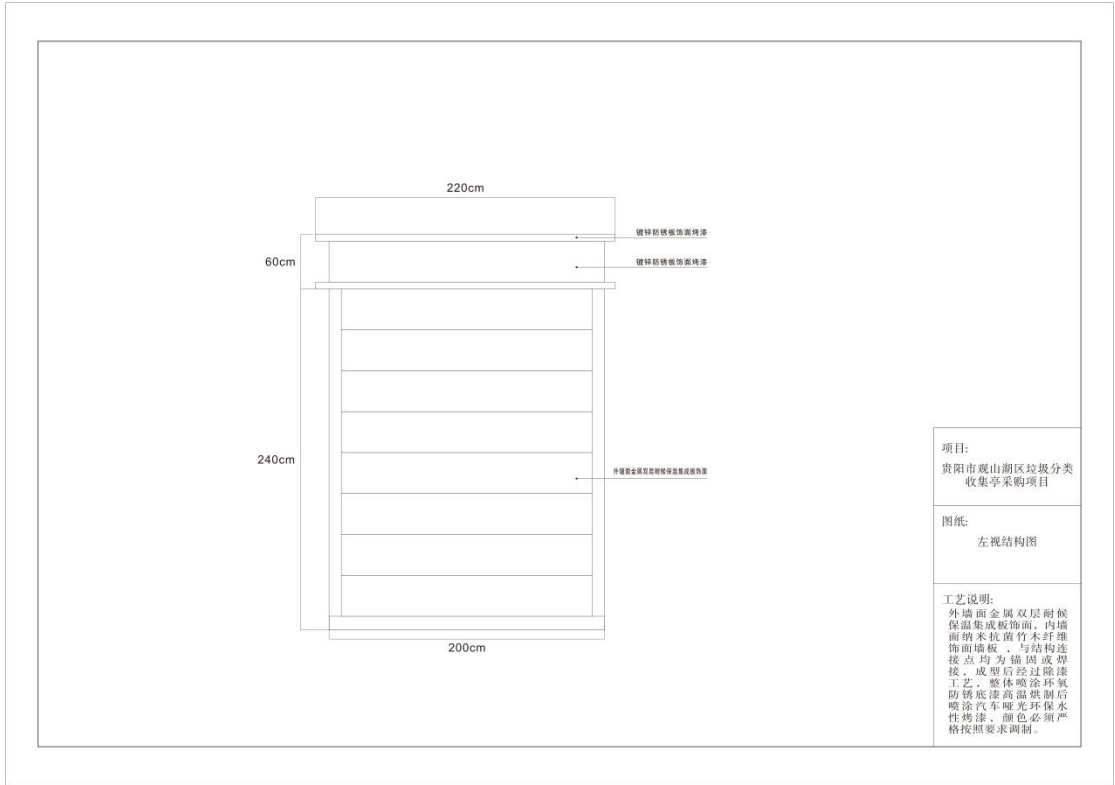 220cm
镀锌防锈板饰面烤漆
60cm
镀锌防锈板饰面烤漆
240cm
外墙面金属双层耐候保温集成板饰面
200cm
项目:
贵阳市观山湖区垃圾分类
收集亭采购项目
图纸:
左视结构图
工艺说明:
外墙面金属双层耐候
保温集成板饰面、内墙
面纳米抗菌竹木纤维
饰面墙板 、与结构连
接点均为锚固或焊
接、成型后经过除漆
工艺、整体喷涂环氧
防锈底漆高温烘制后
喷涂汽车哑光环保水
性烤漆、颜色必须严
格按照要求调制。